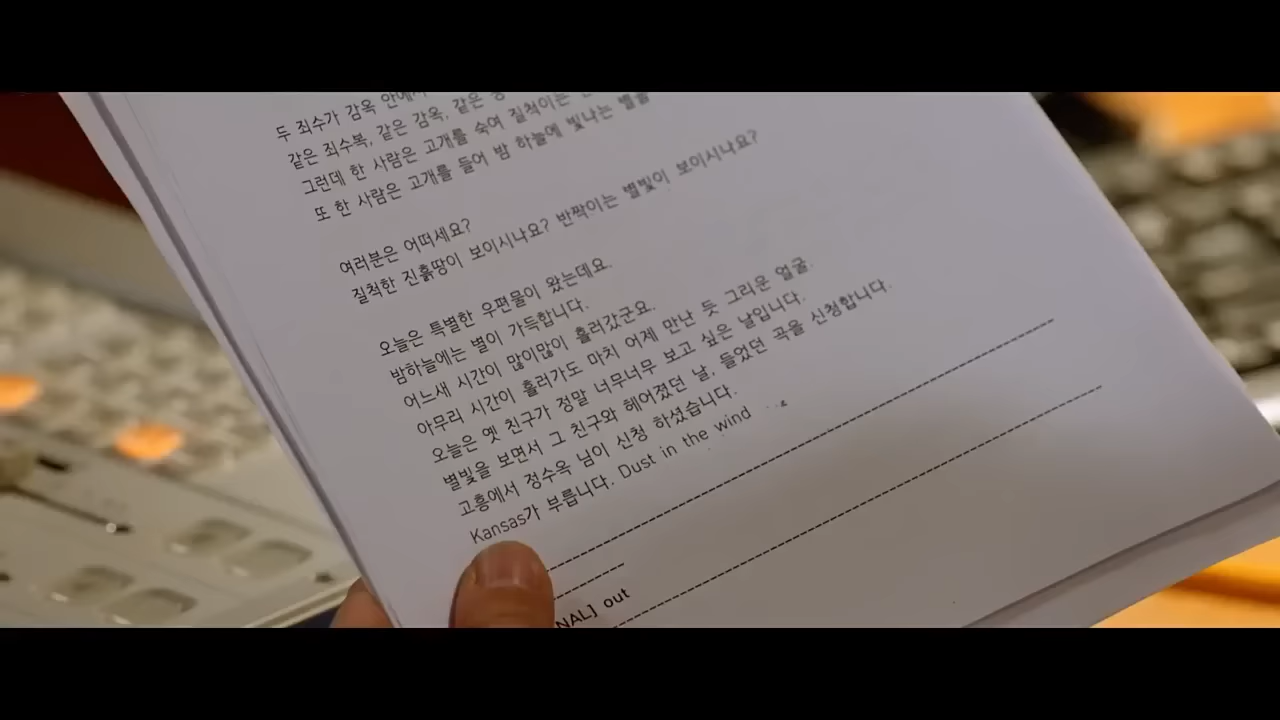 두 죄수가 감옥 안에서
같은 죄수복, 같은 감옥, 같은
그런데 한 사람은 고개를 숙여 질척이는
또 한 사람은 고개를 들어 밤 하늘에 빛나는 별을
여러분은 어떠세요?
질척한 진흙땅이 보이시나요? 반짝이는 별빛이 보이시나요?
오늘은 특별한 우편물이 왔는데요.
밤하늘에는 별이 가득합니다.
어느새 시간이 많이많이 흘러갔군요.
아무리 시간이 흘러가도 마치 어제 만난 듯 그리운 얼굴.
오늘은 옛 친구가 정말 너무너무 보고 싶은 날입니다.
별빛을 보면서 그 친구와 헤어졌던 날, 들었던 곡을 신청합니다.
고흥에서 정수옥 님이 신청 하셨습니다.
Kansas가 부릅니다. Dust in the wind
NAL] out